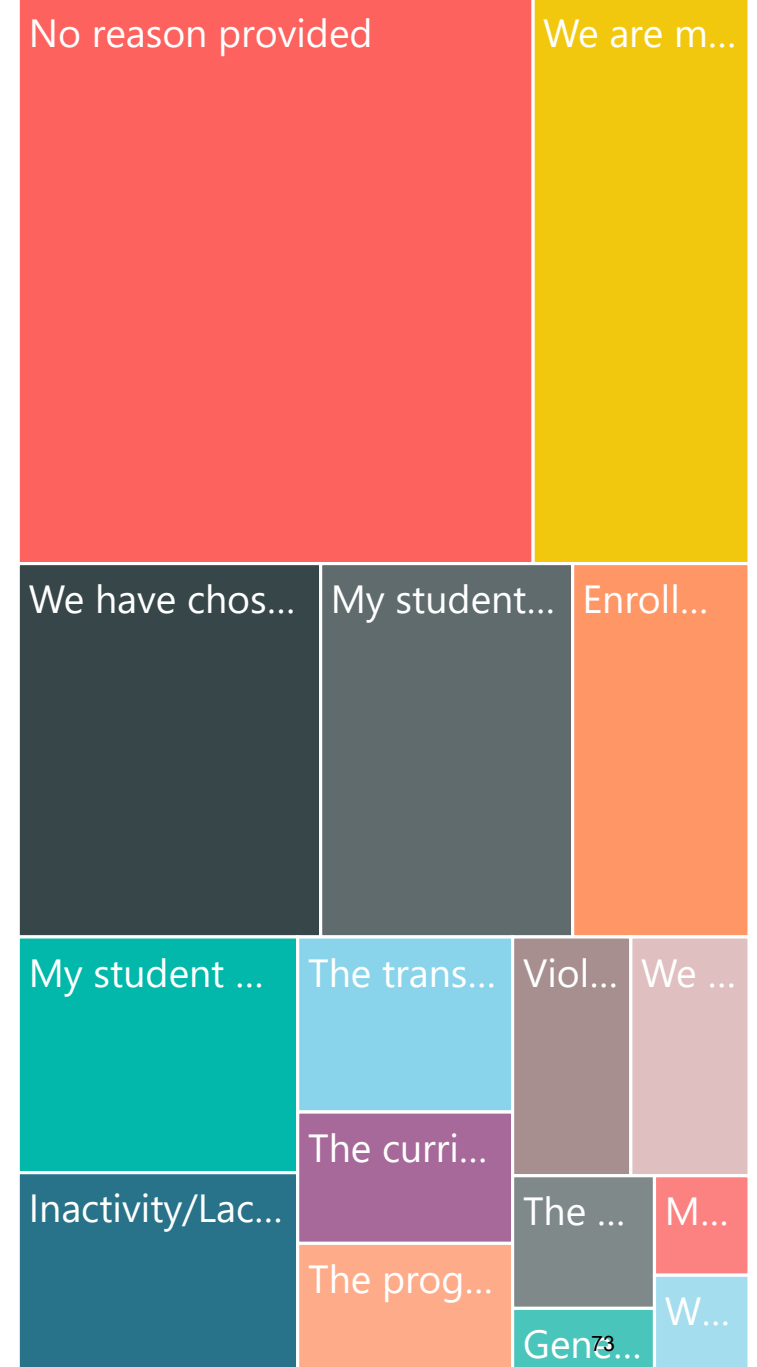 No reason provided
We are m...
We have chos...
My student...
Enroll...
My student ...
The trans...
Viol...
We ...
The curri...
Inactivity/Lac...
The ...
M...
The prog...
W...
Gene...
73